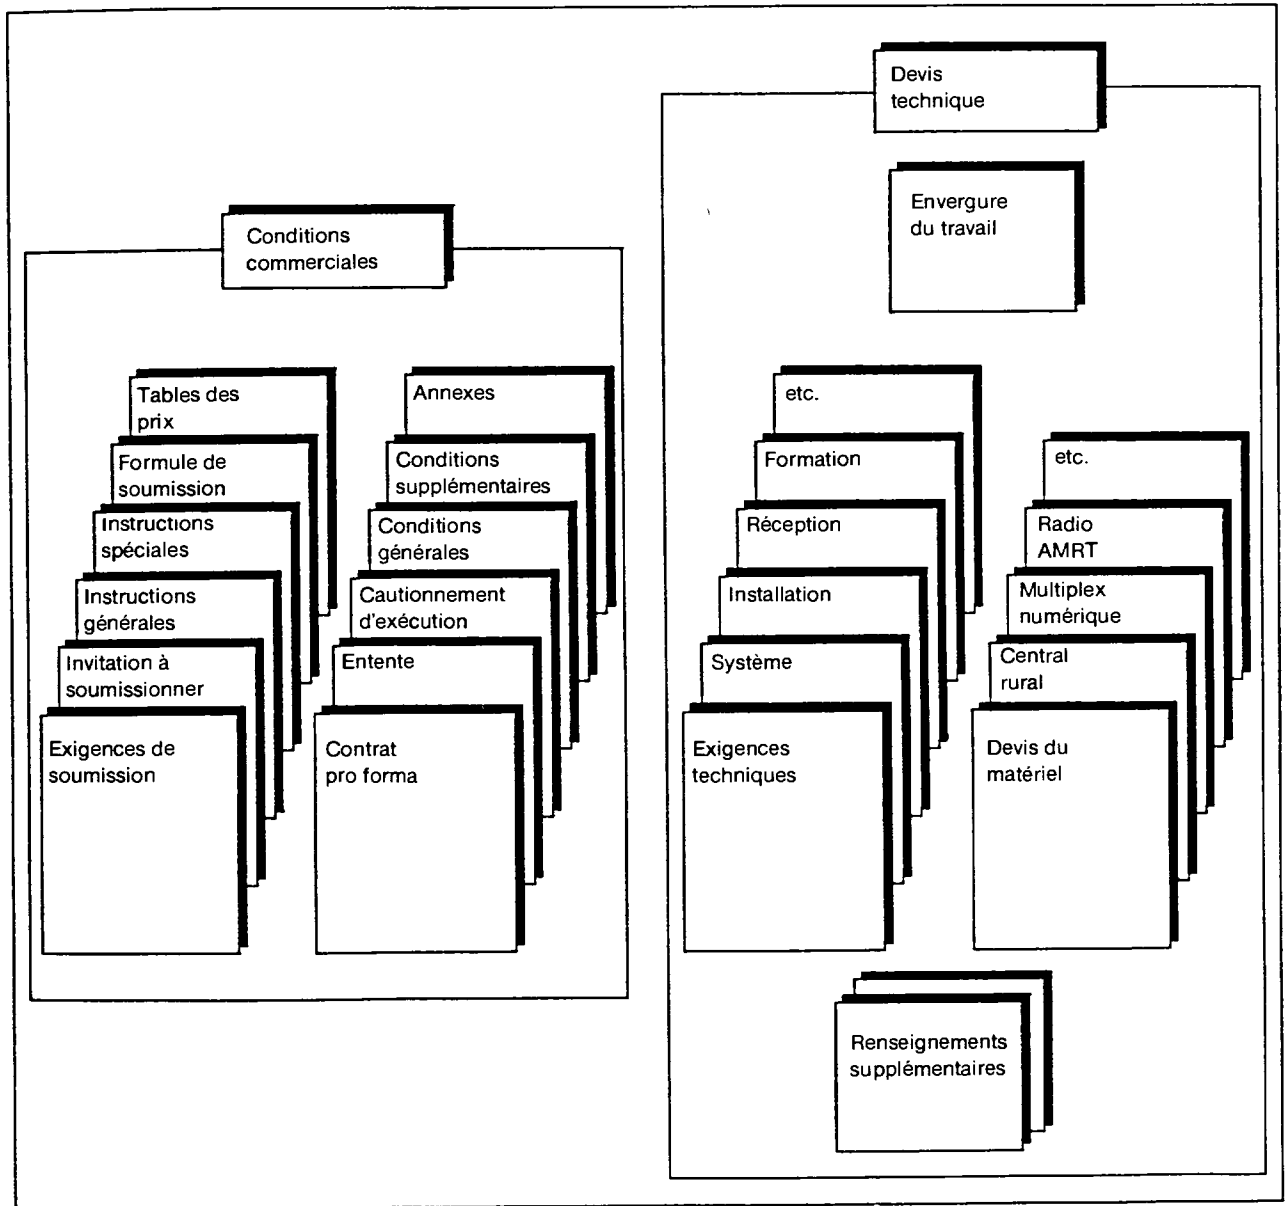 Devis
technique
Envergure
du travail
Conditions
commerciales
Tables des
prix
Formule de
soumission
Instructions
spéciales
Instructions
générales
Invitation à
soumissionner
Exigences de
soumission
Annexes
Conditions
supplémentaires
Conditions
générales
Cautionnement
d'exécution
Entente
Contrat
pro forma
etc.
Formation
Réception
Installation
Système
Exigences
techniques
etc.
Radio
AMRT
Multiplex
numérique
Central
rural
Devis du
matériel
Renseignements
supplémentaires